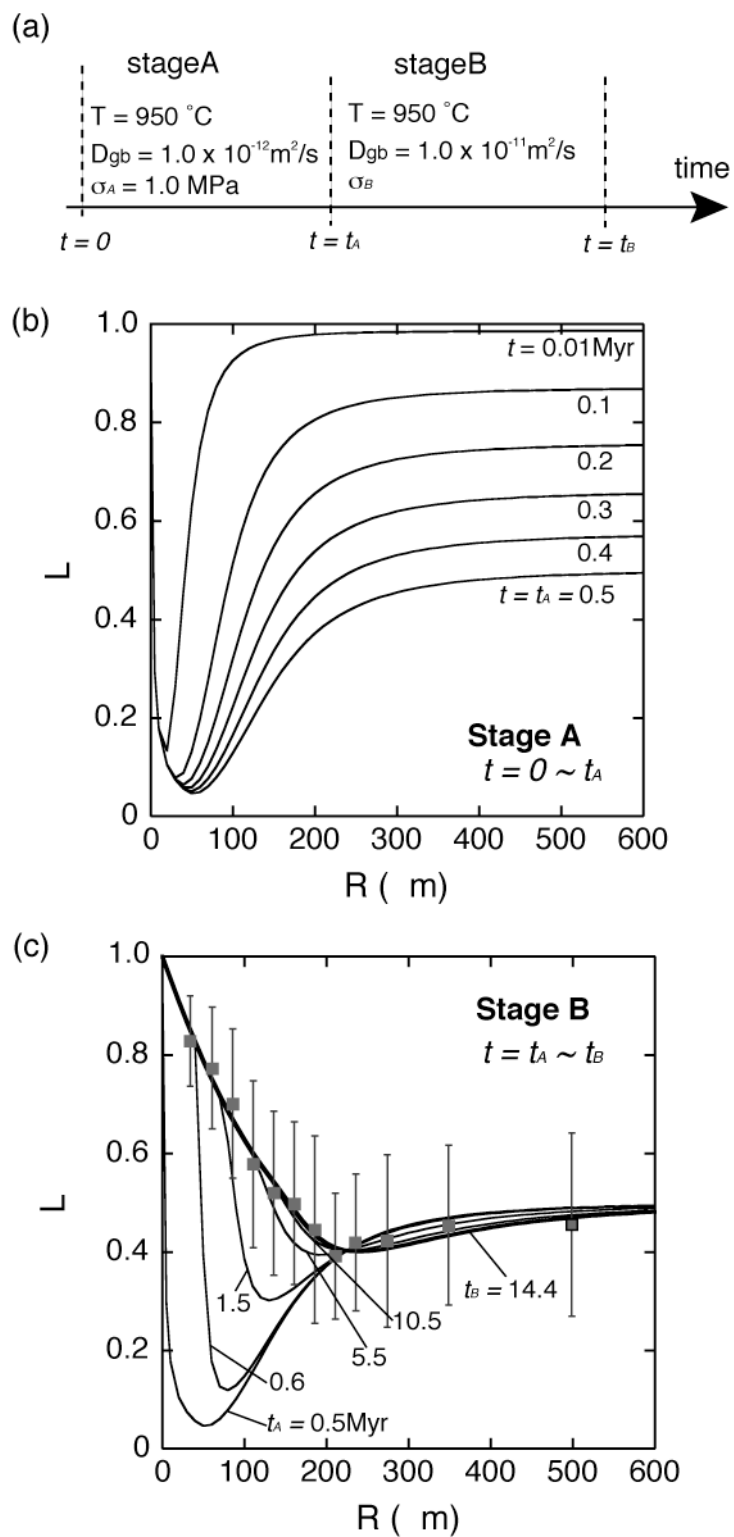 (a)
stageA
stageB
T = 950 °C
T = 950 °C
Dgb = 1.0 x 10⁻¹²m²/s
Dgb = 1.0 x 10⁻¹¹m²/s
time
σA = 1.0 MPa
σB
t = 0
t = tA
t = tB
(b)
1.0
t = 0.01Myr
0.1
0.8
0.2
0.6
0.3
0.4
L
t = tA = 0.5
0.4
0.2
Stage A
t = 0 ~ tA
0
0 100 200 300 400 500 600
R ( m)
(c)
1.0
Stage B
t = tA ~ tB
0.8
0.6
L
0.4
tB = 14.4
1.5
10.5
5.5
0.2
0.6
tA = 0.5Myr
0
0 100 200 300 400 500 600
R ( m)